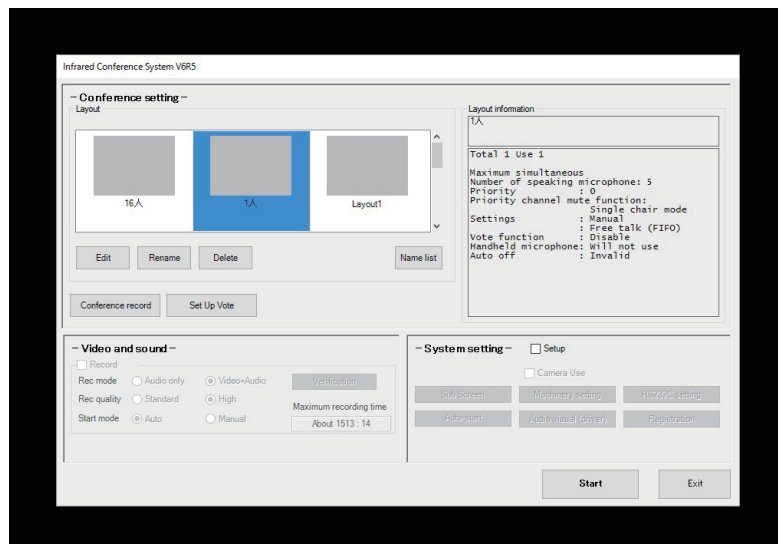 Infrared Conference System V6R5
- Conference setting -
Layout
16人
1人
Layout1
Edit
Rename
Delete
Name list
Conference record
Set Up Vote
Layout information
1人
Total 1 Use 1
Maximum simultaneous
Number of speaking microphone: 5
Priority : 0
Priority channel mute function:
Single chair mode
Settings : Manual
: Free talk (FIFO)
Vote function : Disable
Handheld microphone: Will not use
Auto off : Invalid
- Video and sound -
Record
Rec mode Audio only Video+Audio Verification
Rec quality Standard High
Maximum recording time
Start mode Auto Manual
About 1513 : 14
- System setting - Setup
Camera Use
Sub Screen Machinery setting RS232C setting
Auto-start Audio visual (driver) Registration
Start Exit